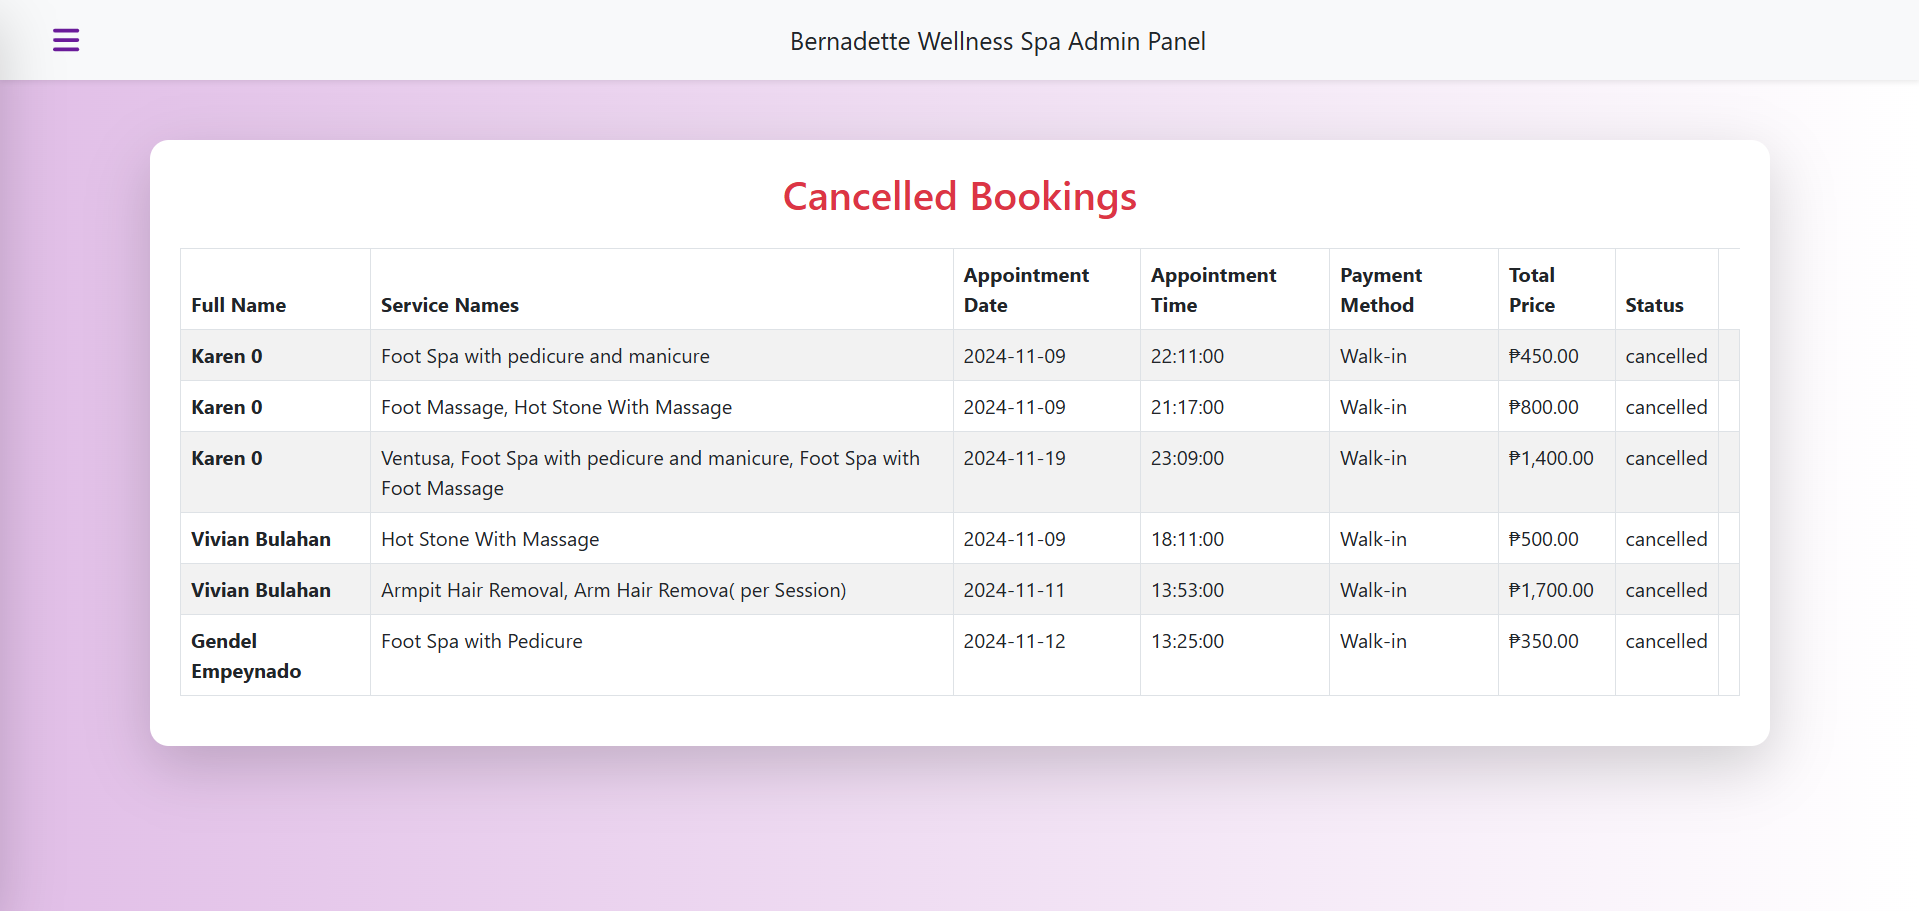 Bernadette Wellness Spa Admin Panel
Cancelled Bookings
Full Name Service Names Appointment Date Appointment Time Payment Method Total Price Status
Karen 0 Foot Spa with pedicure and manicure 2024-11-09 22:11:00 Walk-in ₱450.00 cancelled
Karen 0 Foot Massage, Hot Stone With Massage 2024-11-09 21:17:00 Walk-in ₱800.00 cancelled
Karen 0 Ventusa, Foot Spa with pedicure and manicure, Foot Spa with Foot Massage 2024-11-19 23:09:00 Walk-in ₱1,400.00 cancelled
Vivian Bulahan Hot Stone With Massage 2024-11-09 18:11:00 Walk-in ₱500.00 cancelled
Vivian Bulahan Armpit Hair Removal, Arm Hair Remova( per Session) 2024-11-11 13:53:00 Walk-in ₱1,700.00 cancelled
Gendel Empeynado Foot Spa with Pedicure 2024-11-12 13:25:00 Walk-in ₱350.00 cancelled